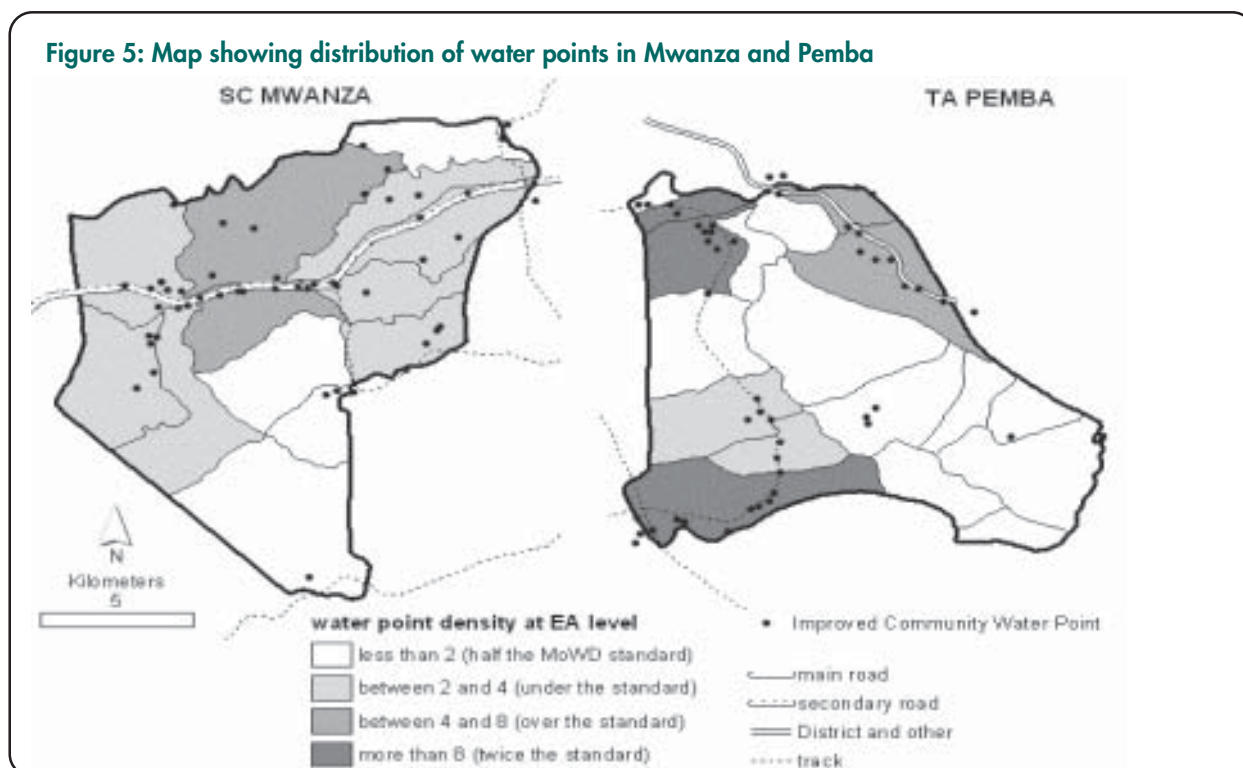 Figure 5: Map showing distribution of water points in Mwanza and Pemba
SC MWANZA
TA PEMBA
N
Kilometers
5
water point density at EA level
less than 2 (half the MoWD standard)
between 2 and 4 (under the standard)
between 4 and 8 (over the standard)
more than 8 (twice the standard)
Improved Community Water Point
main road
secondary road
District and other
track